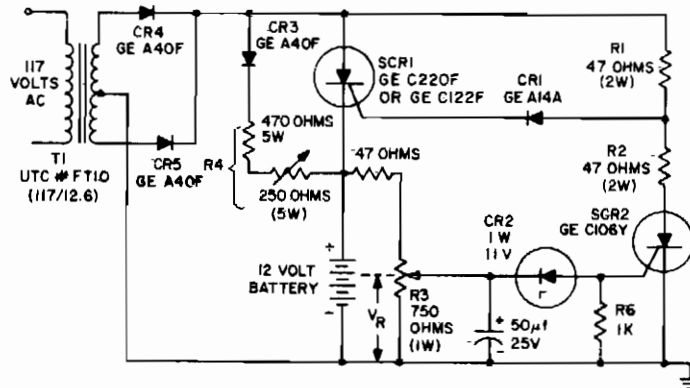 117
VOLTS
AC
T1
UTC #FT10
(117/12.6)
CR4
GE A40F
CR5
GE A40F
CR3
GE A40F
R4
470 OHMS
5W
250 OHMS
(5W)
SCR1
GE C220F
OR GE C122F
CR1
GE A14A
R1
47 OHMS
(2W)
R2
47 OHMS
(2W)
47 OHMS
SCR2
GE C106Y
CR2
1W
11V
+
12 VOLT
BATTERY
-
VR
R3
750
OHMS
(1W)
+
50µf
25V
-
R6
1K